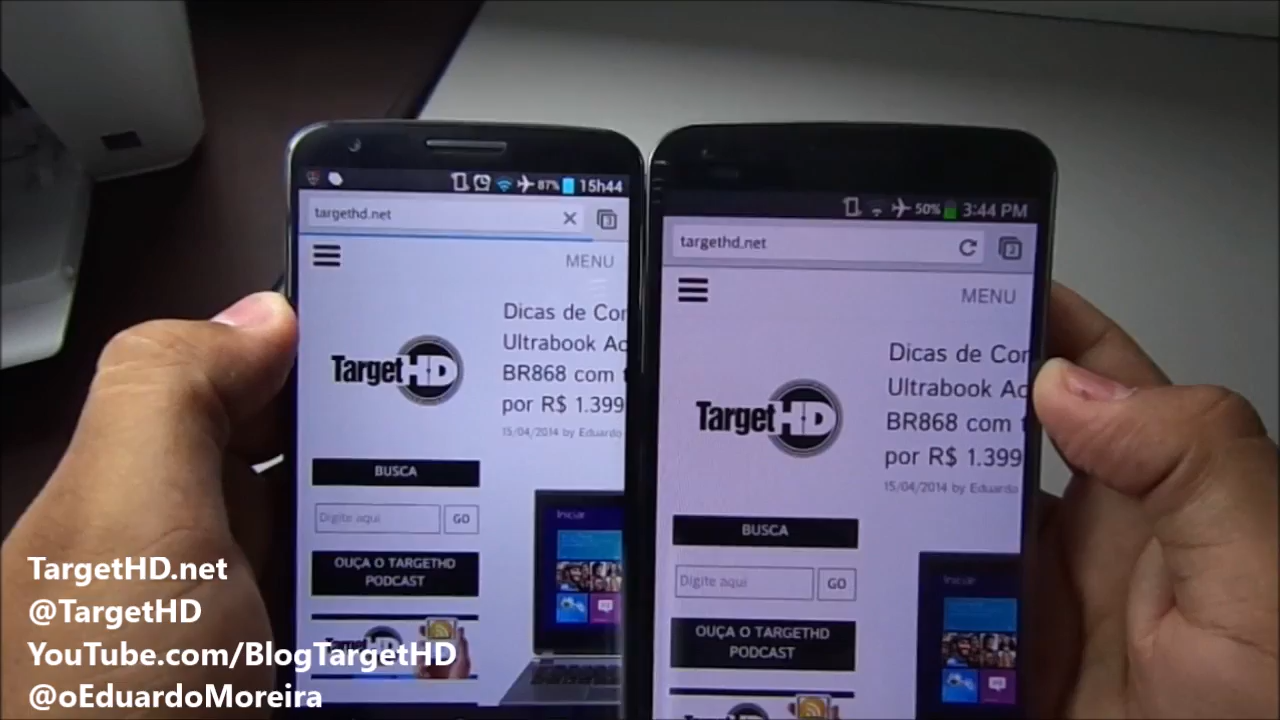 87% 15h44
targethd.net
3
MENU
Dicas de Cor
Ultrabook Ac
BR868 com t
por R$ 1.399
15/04/2014 by Eduardo
TargetHD
BUSCA
Digite aqui
GO
OUÇA O TARGETHD
PODCAST
TargetHD
Iniciar
50% 3:44 PM
targethd.net
MENU
Dicas de Cor
Ultrabook Ac
BR868 com t
por R$ 1.399
15/04/2014 by Eduardo
TargetHD
BUSCA
Digite aqui
GO
OUÇA O TARGETHD
PODCAST
Iniciar
TargetHD.net
@TargetHD
YouTube.com/BlogTargetHD
@oEduardoMoreira